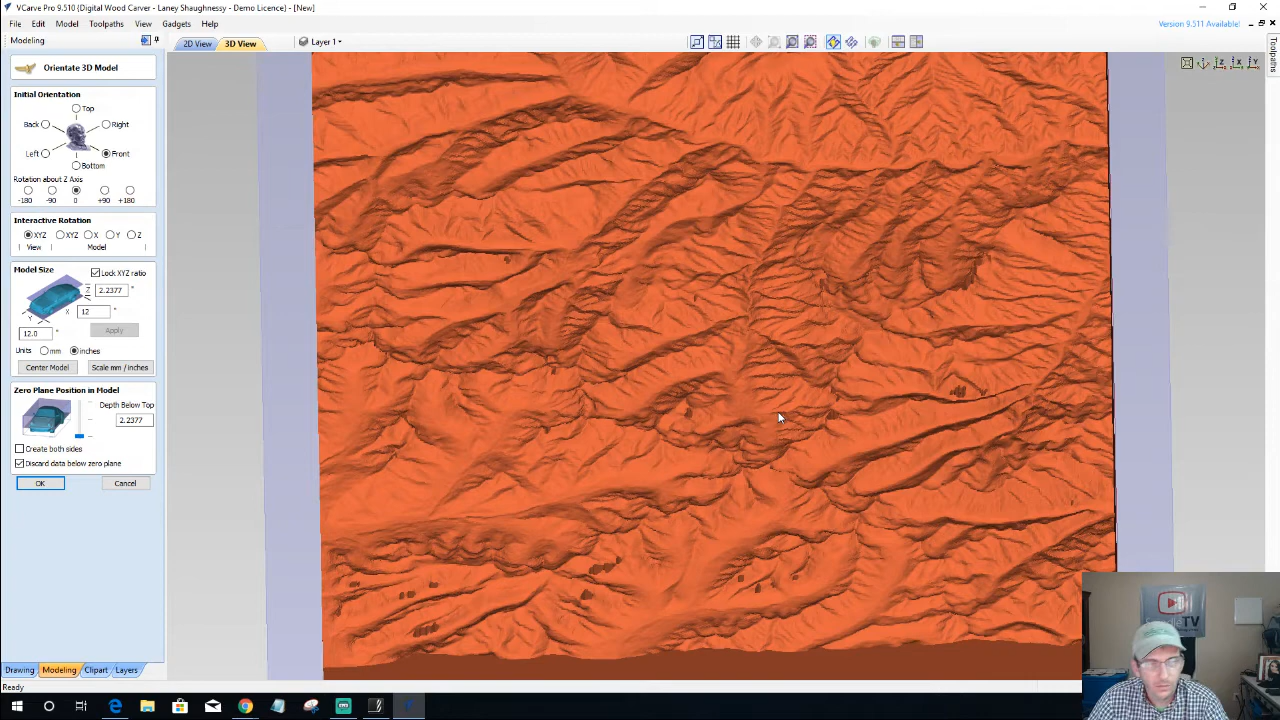 VCarve Pro 9.510 {Digital Wood Carver - Laney Shaughnessy - Demo Licence} - [New]
File Edit Model Toolpaths View Gadgets Help
Version 9.511 Available!
Modeling
2D View 3D View Layer 1
Toolpaths
Orientate 3D Model
Initial Orientation
Top
Back Right
Left Front
Bottom
Rotation about Z Axis
-180 -90 0 +90 +180
Interactive Rotation
XYZ XYZ X Y Z
View Model
Model Size
Lock XYZ ratio
Z 2.2377 "
Y X 12 "
12.0 " Apply
Units mm inches
Center Model Scale mm / inches
Zero Plane Position in Model
Depth Below Top
2.2377
Create both sides
Discard data below zero plane
OK Cancel
Drawing Modeling Clipart Layers
Ready